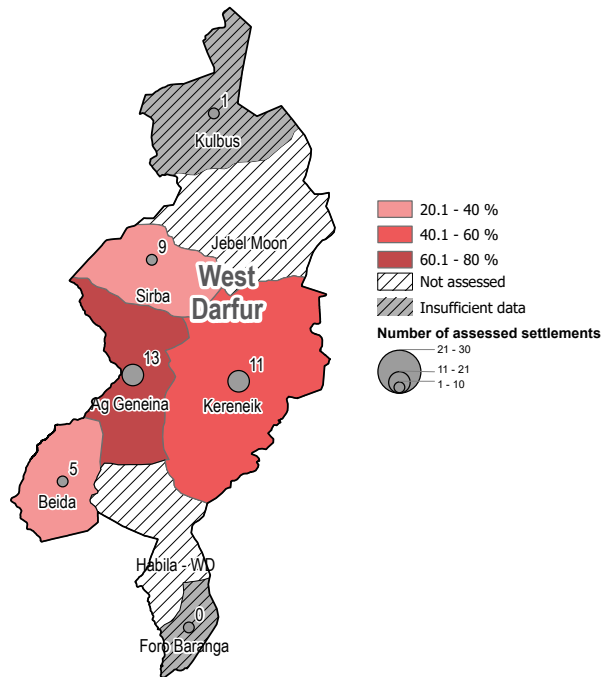 1
Kulbus
Jebel Moon
9
Sirba
West
Darfur
13
Ag Geneina
11
Kereneik
5
Beida
Habila - WD
0
Foro Baranga
20.1 - 40 %
40.1 - 60 %
60.1 - 80 %
Not assessed
Insufficient data
Number of assessed settlements
21 - 30
11 - 21
1 - 10